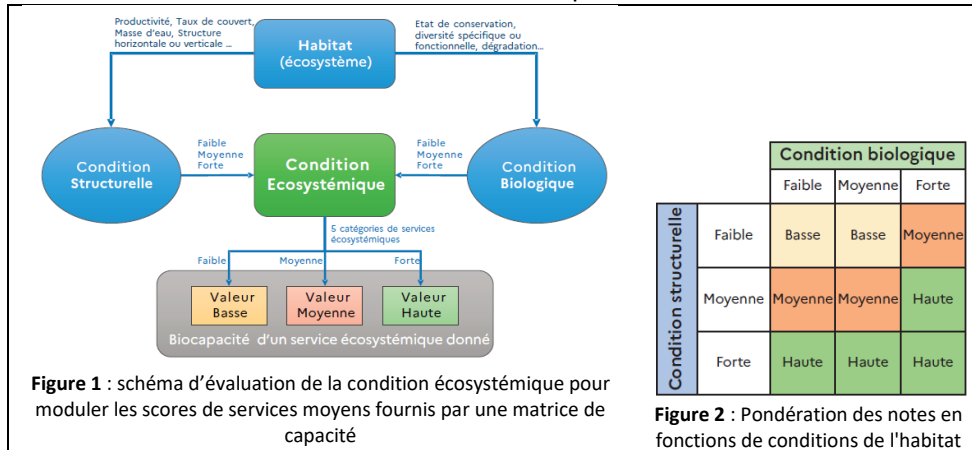 Productivité, Taux de couvert,
Masse d'eau, Structure
horizontale ou verticale ...
Habitat
(écosystème)
Etat de conservation,
diversité spécifique ou
fonctionnelle, dégradation...
Condition
Structurelle
Faible
Moyenne
Forte
Condition
Ecosystémique
Faible
Moyenne
Forte
Condition
Biologique
5 catégories de services
écosystémiques
Faible
Moyenne
Forte
Valeur
Basse
Valeur
Moyenne
Valeur
Haute
Biocapacité d'un service écosystémique donné
Figure 1 : schéma d'évaluation de la condition écosystémique pour
moduler les scores de services moyens fournis par une matrice de
capacité
Condition biologique
Faible Moyenne Forte
Condition structurelle
Faible Basse Basse Moyenne
Moyenne Moyenne Moyenne Haute
Forte Haute Haute Haute
Figure 2 : Pondération des notes en
fonctions de conditions de l'habitat